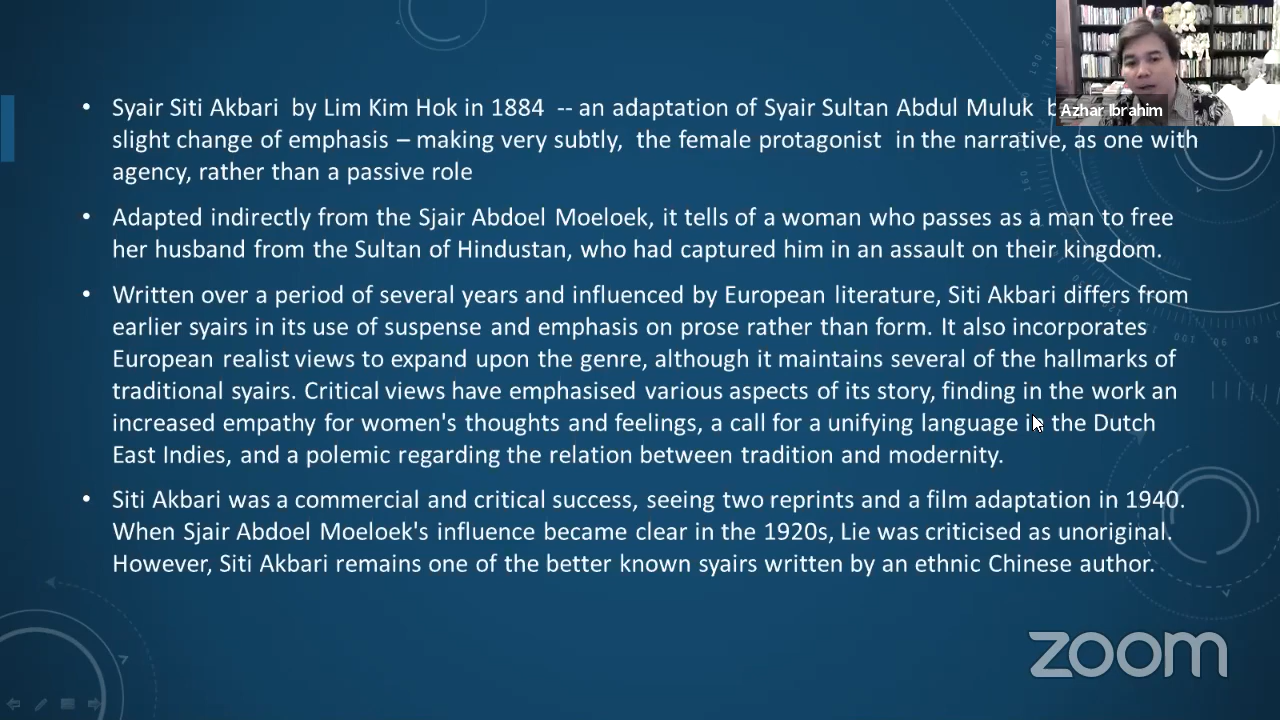 • Syair Siti Akbari by Lim Kim Hok in 1884 -- an adaptation of Syair Sultan Abdul Muluk
slight change of emphasis – making very subtly, the female protagonist in the narrative, as one with
agency, rather than a passive role
• Adapted indirectly from the Sjair Abdoel Moeloek, it tells of a woman who passes as a man to free
her husband from the Sultan of Hindustan, who had captured him in an assault on their kingdom.
• Written over a period of several years and influenced by European literature, Siti Akbari differs from
earlier syairs in its use of suspense and emphasis on prose rather than form. It also incorporates
European realist views to expand upon the genre, although it maintains several of the hallmarks of
traditional syairs. Critical views have emphasised various aspects of its story, finding in the work an
increased empathy for women's thoughts and feelings, a call for a unifying language in the Dutch
East Indies, and a polemic regarding the relation between tradition and modernity.
• Siti Akbari was a commercial and critical success, seeing two reprints and a film adaptation in 1940.
When Sjair Abdoel Moeloek's influence became clear in the 1920s, Lie was criticised as unoriginal.
However, Siti Akbari remains one of the better known syairs written by an ethnic Chinese author.
Azhar Ibrahim
zoom